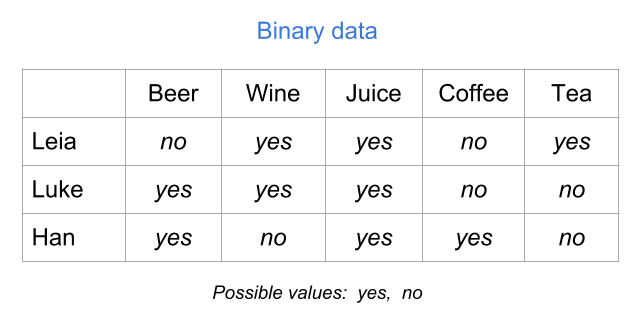 Binary data
Beer Wine Juice Coffee Tea
Leia no yes yes no yes
Luke yes yes yes no no
Han yes no yes yes no
Possible values: yes, no